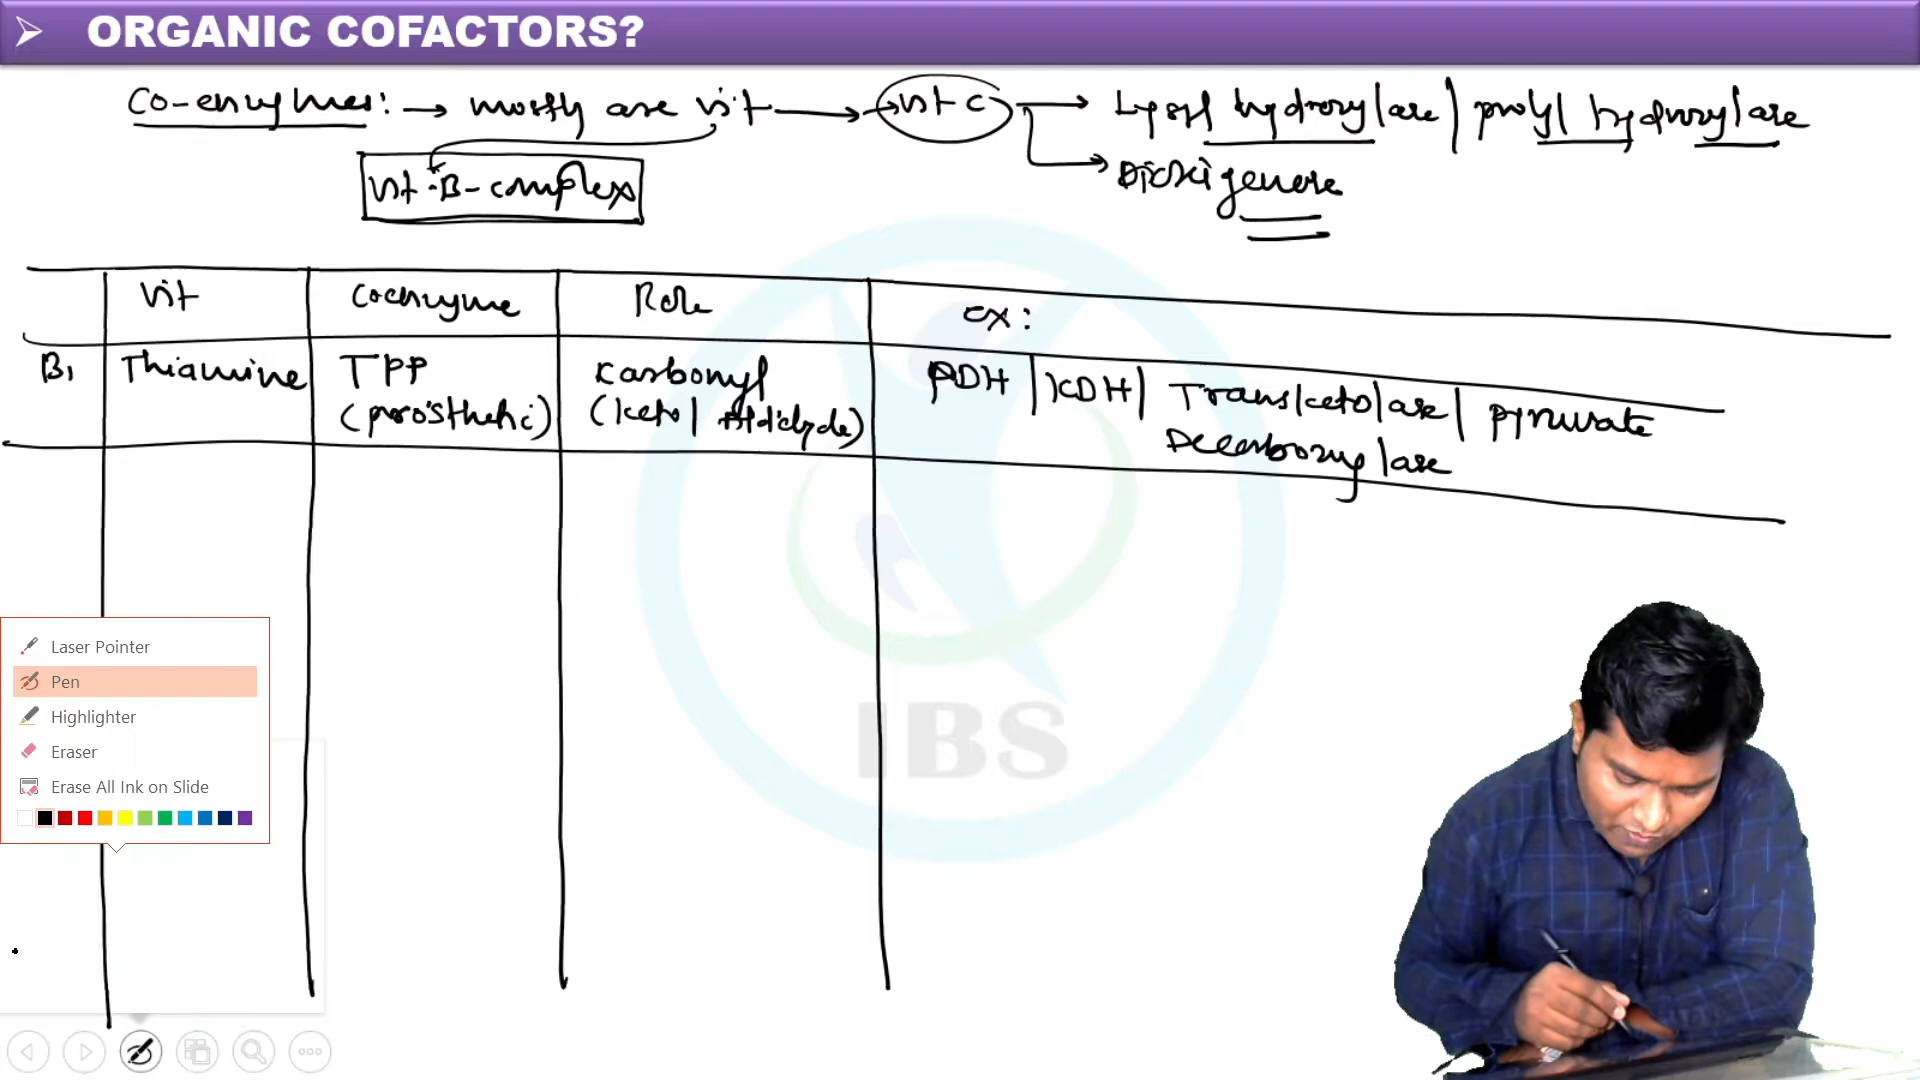 ORGANIC COFACTORS?
Co-enzymes: → mostly are vit → vit C → Lysyl hydroxylase | prolyl hydroxylase
vit-B-complex
Vit Coenzyme Role ex:
B1 Thiamine TPP (prosthetic) Carbonyl (keto | Aldehyde) PDH | KDH | Transketolase | pyruvate Decarboxylase
Laser Pointer
Pen
Highlighter
Eraser
Erase All Ink on Slide
IBS